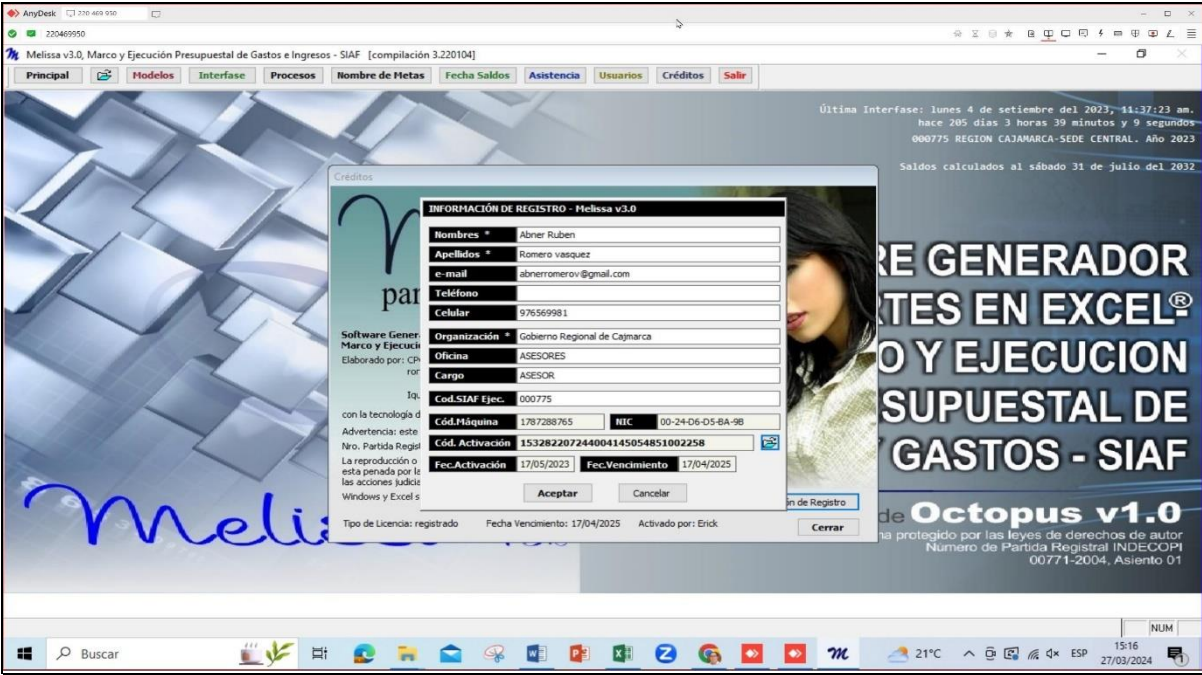 AnyDesk 220 469 950
220469950
Melissa v3.0, Marco y Ejecución Presupuestal de Gastos e Ingresos - SIAF [compilación 3.220104]
Principal Modelos Interfase Procesos Nombre de Metas Fecha Saldos Asistencia Usuarios Créditos Salir
Última Interfase: lunes 4 de setiembre del 2023, 11:37:23 am.
hace 205 dias 3 horas 39 minutos y 9 segundos
000775 REGION CAJAMARCA-SEDE CENTRAL. Año 2023
Saldos calculados al sábado 31 de julio del 2032
Créditos
INFORMACIÓN DE REGISTRO - Melissa v3.0
Nombres * Abner Ruben
Apellidos * Romero vasquez
e-mail abnerromerov@gmail.com
Teléfono
Celular 976569981
Organización * Gobierno Regional de Cajmarca
Oficina ASESORES
Cargo ASESOR
Cod.SIAF Ejec. 000775
Cód.Máquina 1787288765 NIC 00-24-D6-D5-BA-9B
Cód. Activación 153282207244004145054851002258
Fec.Activación 17/05/2023 Fec.Vencimiento 17/04/2025
Aceptar Cancelar
par
Software Gener
Marco y Ejecuci
Elaborado por: CP
ror
Iqu
con la tecnología d
Advertencia: este
Nro. Partida Regist
La reproducción o
esta penada por la
las acciones judicia
Windows y Excel s
ón de Registro
Tipo de Licencia: registrado Fecha Vencimiento: 17/04/2025 Activado por: Erick
Cerrar
RE GENERADOR
RTES EN EXCEL®
O Y EJECUCION
SUPUESTAL DE
Y GASTOS - SIAF
de Octopus v1.0
a protegido por las leyes de derechos de autor
Número de Partida Registral INDECOPI
00771-2004, Asiento 01
Melis
NUM
Buscar
21°C ESP 15:16
27/03/2024